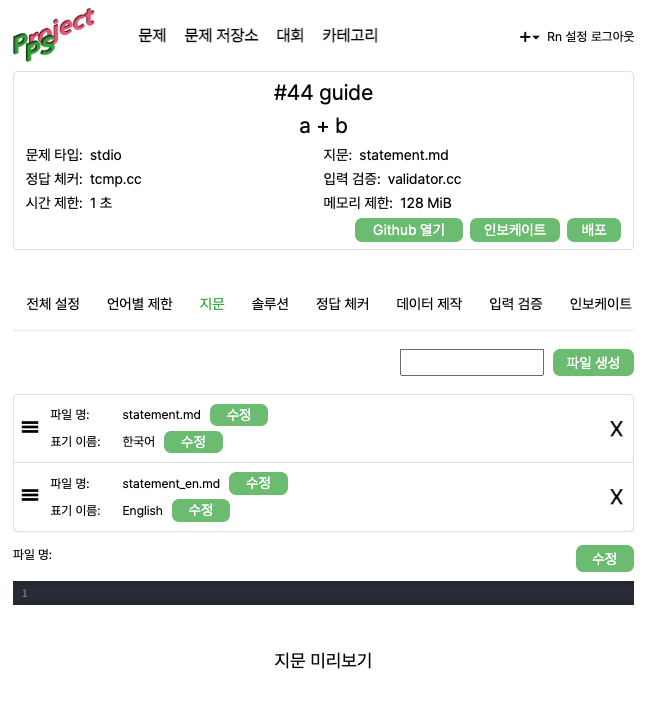 Project
PPS
문제 문제 저장소 대회 카테고리
+ Rn 설정 로그아웃
#44 guide
a + b
문제 타입: stdio 지문: statement.md
정답 체커: tcmp.cc 입력 검증: validator.cc
시간 제한: 1 초 메모리 제한: 128 MiB
Github 열기 인보케이트 배포
전체 설정 언어별 제한 지문 솔루션 정답 체커 데이터 제작 입력 검증 인보케이트
파일 생성
파일 명: statement.md 수정
표기 이름: 한국어 수정
X
파일 명: statement_en.md 수정
표기 이름: English 수정
X
파일 명: 수정
1
지문 미리보기